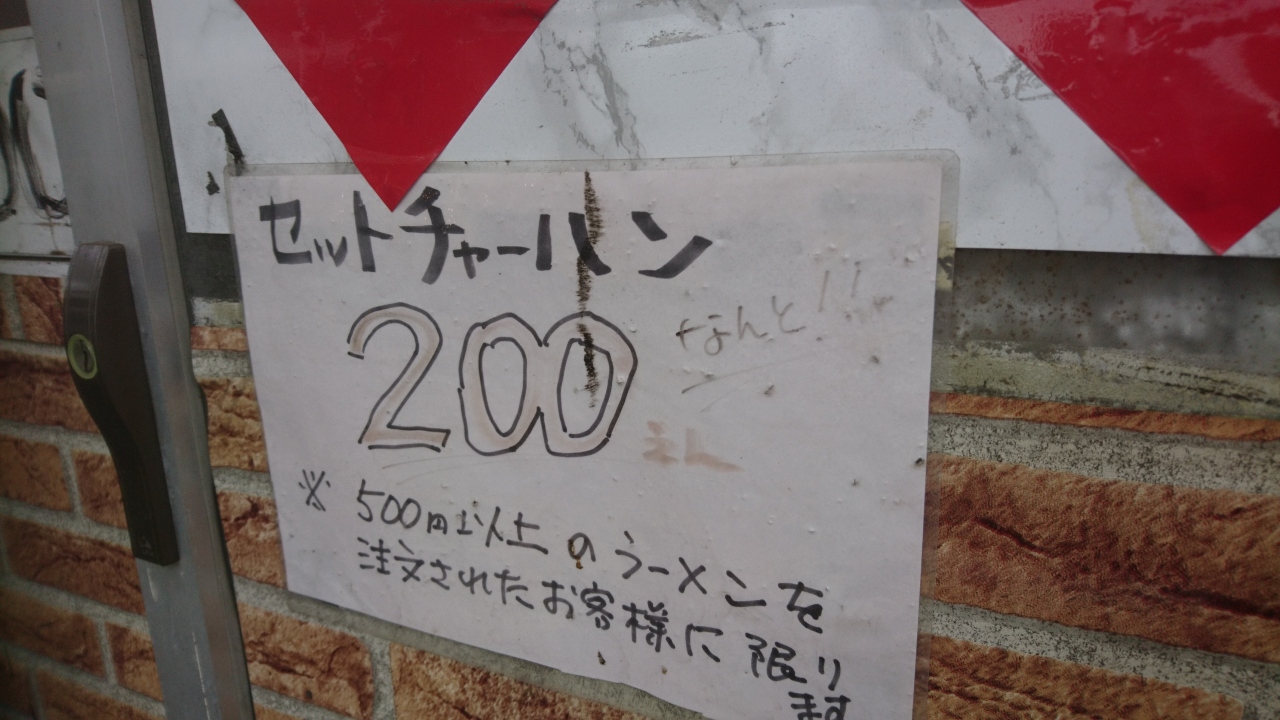 セットチャーハン
なんと!!
200
※ 500円以上のラーメンを
注文されたお客様に限り
ます